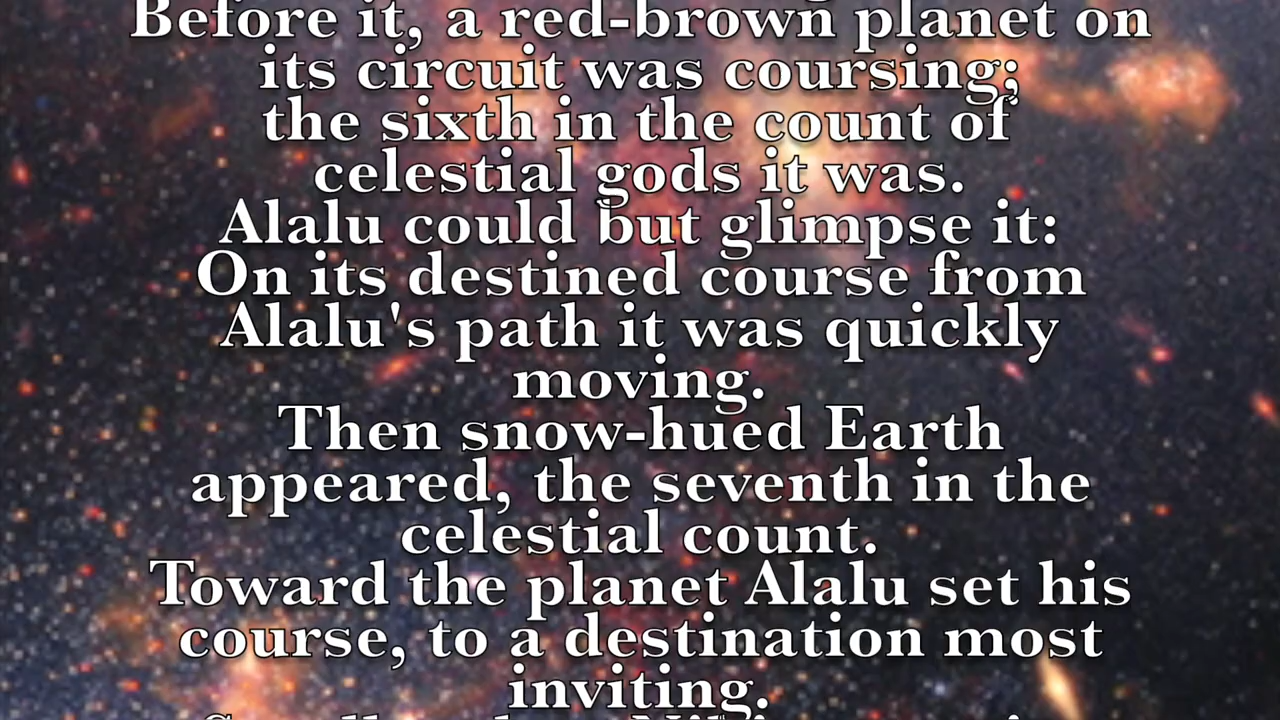 Before it, a red-brown planet on
its circuit was coursing;
the sixth in the count of
celestial gods it was.
Alalu could but glimpse it:
On its destined course from
Alalu's path it was quickly
moving.
Then snow-hued Earth
appeared, the seventh in the
celestial count.
Toward the planet Alalu set his
course, to a destination most
inviting.